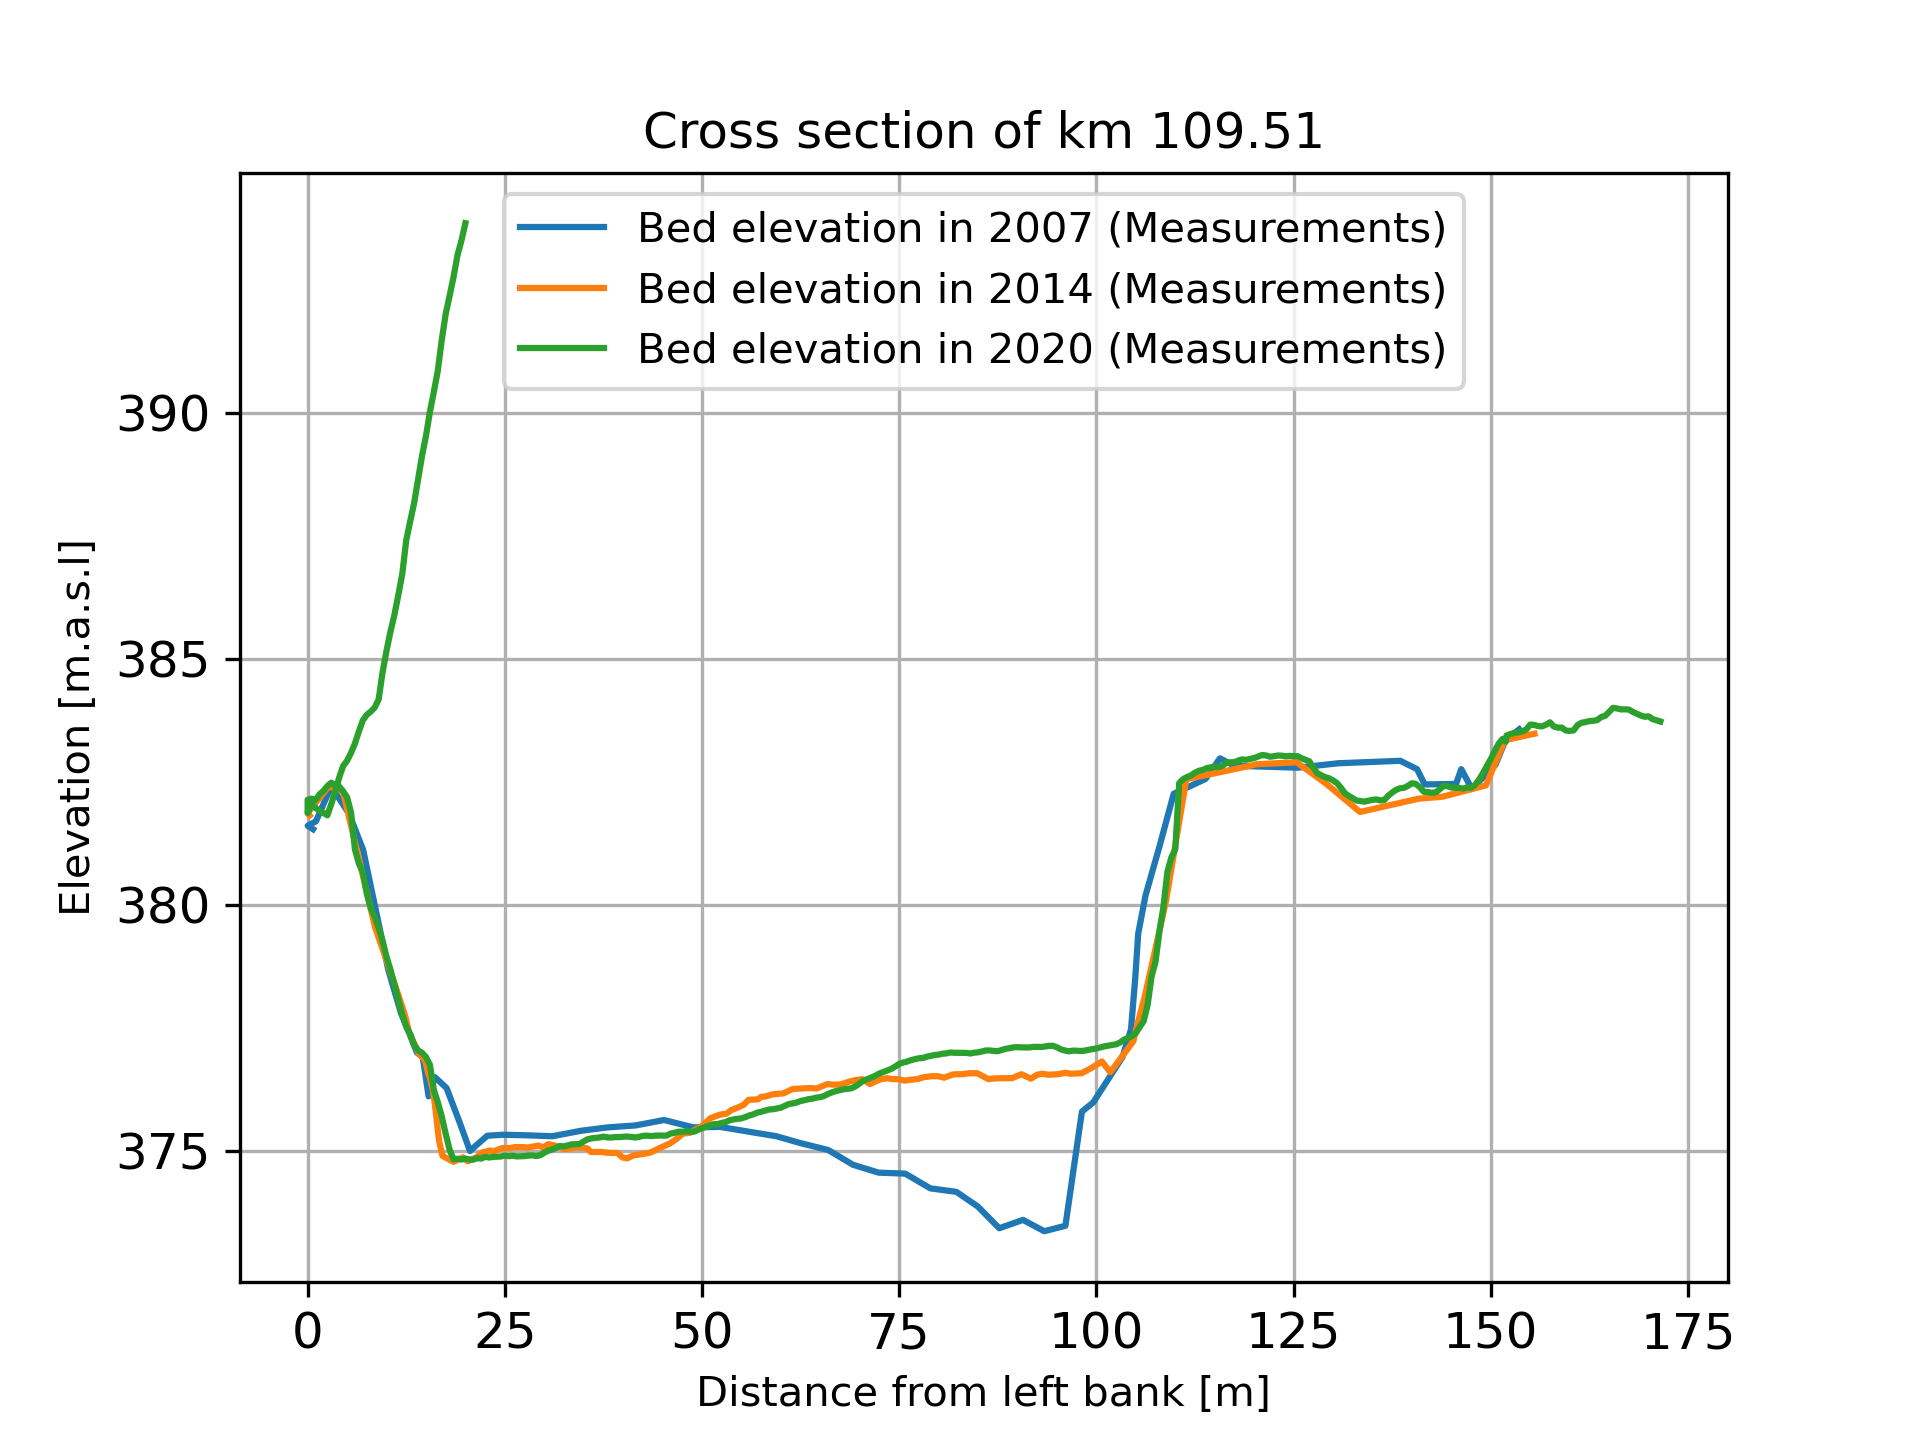 Cross section of km 109.51
Bed elevation in 2007 (Measurements)
Bed elevation in 2014 (Measurements)
Bed elevation in 2020 (Measurements)
Elevation [m.a.s.l]
390
385
380
375
0 25 50 75 100 125 150 175
Distance from left bank [m]